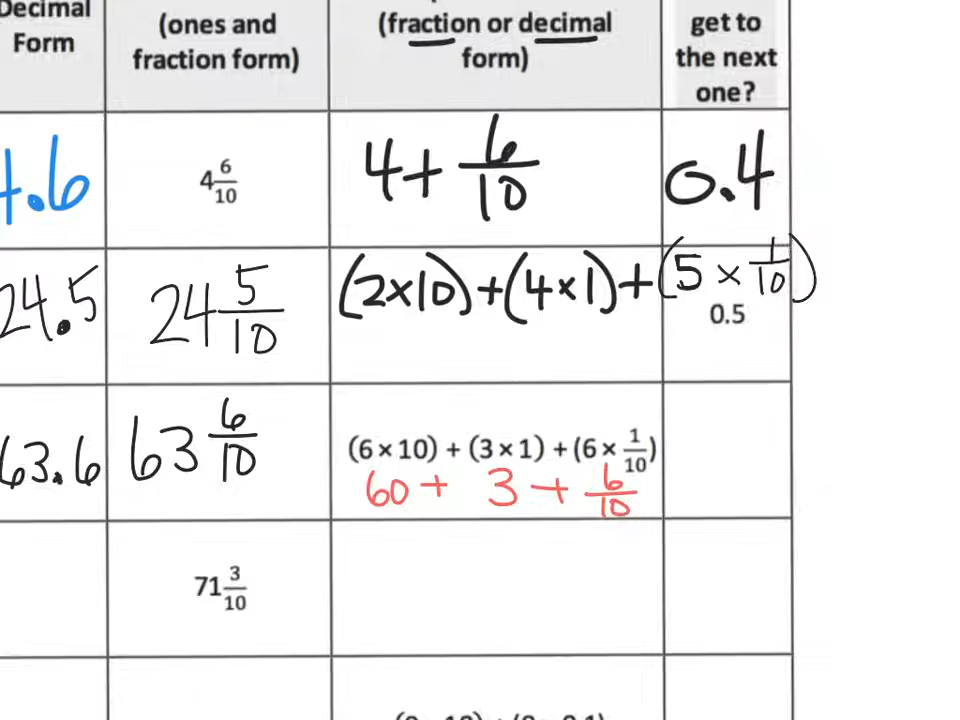 Decimal Form
(ones and fraction form)
(fraction or decimal form)
get to the next one?
4.6
4 6/10
4 + 6/10
0.4
24.5
24 5/10
(2×10)+(4×1)+(5×1/10)
0.5
63.6
63 6/10
(6 × 10) + (3 × 1) + (6 × 1/10)
60 + 3 + 6/10
71 3/10